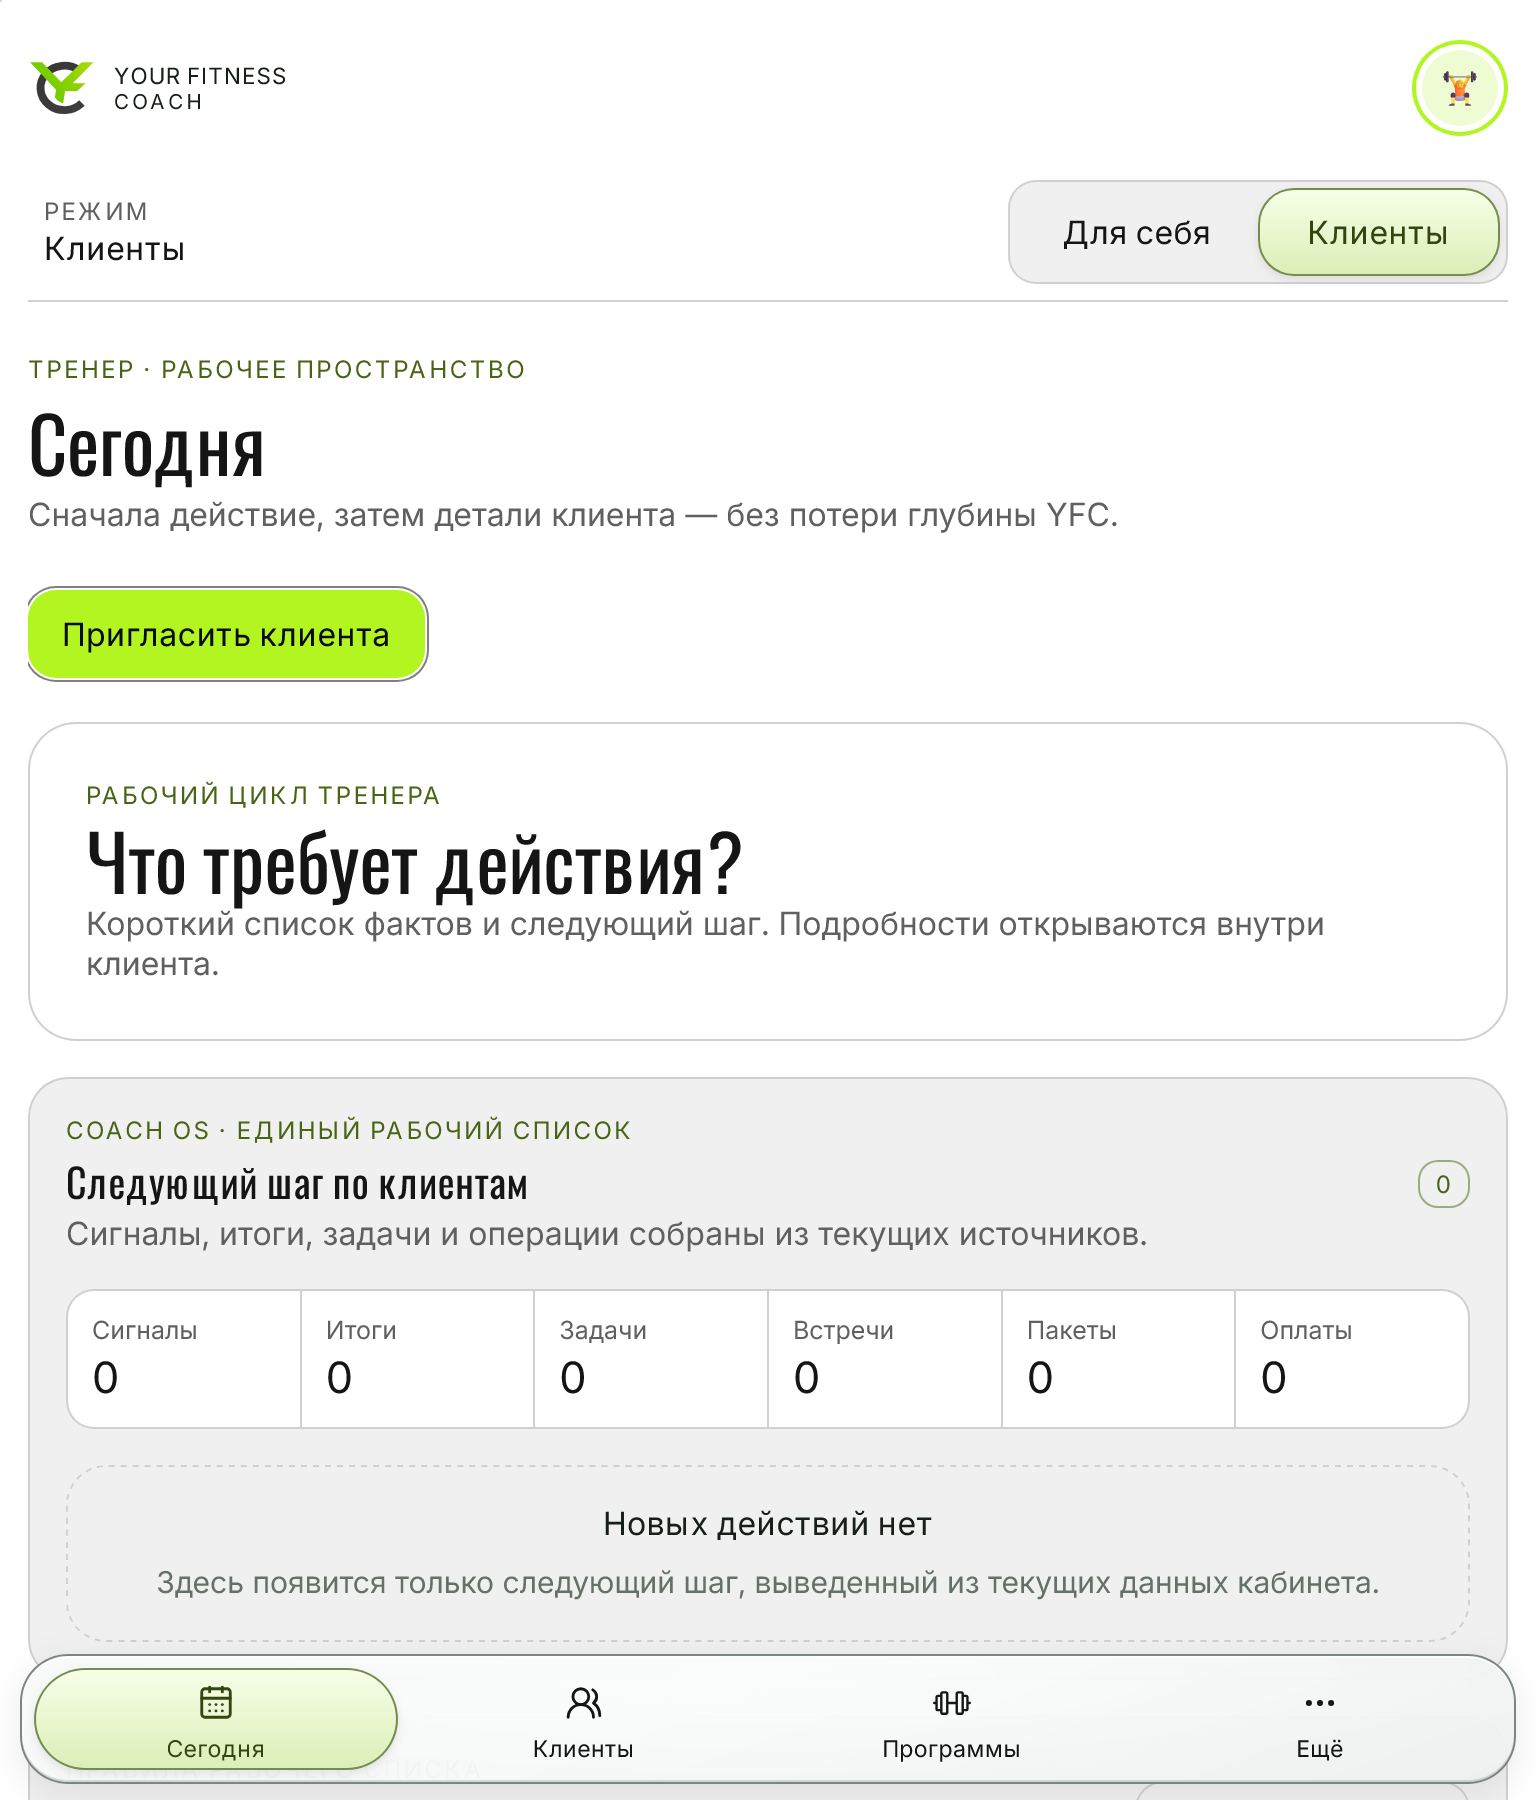 YOUR FITNESS
COACH
РЕЖИМ
Клиенты
Для себя
Клиенты
ТРЕНЕР · РАБОЧЕЕ ПРОСТРАНСТВО
Сегодня
Сначала действие, затем детали клиента — без потери глубины YFC.
Пригласить клиента
РАБОЧИЙ ЦИКЛ ТРЕНЕРА
Что требует действия?
Короткий список фактов и следующий шаг. Подробности открываются внутри
клиента.
COACH OS · ЕДИНЫЙ РАБОЧИЙ СПИСОК
Следующий шаг по клиентам
0
Сигналы, итоги, задачи и операции собраны из текущих источников.
Сигналы
0
Итоги
0
Задачи
0
Встречи
0
Пакеты
0
Оплаты
0
Новых действий нет
Здесь появится только следующий шаг, выведенный из текущих данных кабинета.
Сегодня
Клиенты
Программы
Ещё